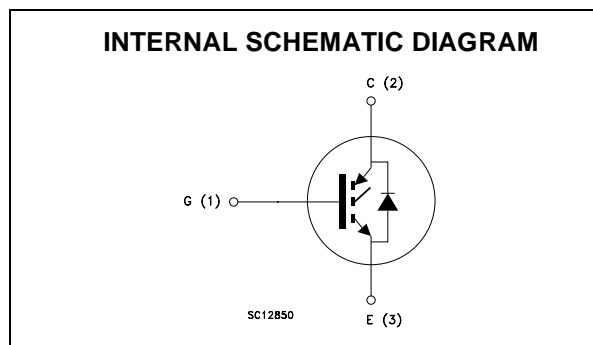 INTERNAL SCHEMATIC DIAGRAM
C (2)
G (1)
SC12850
E (3)